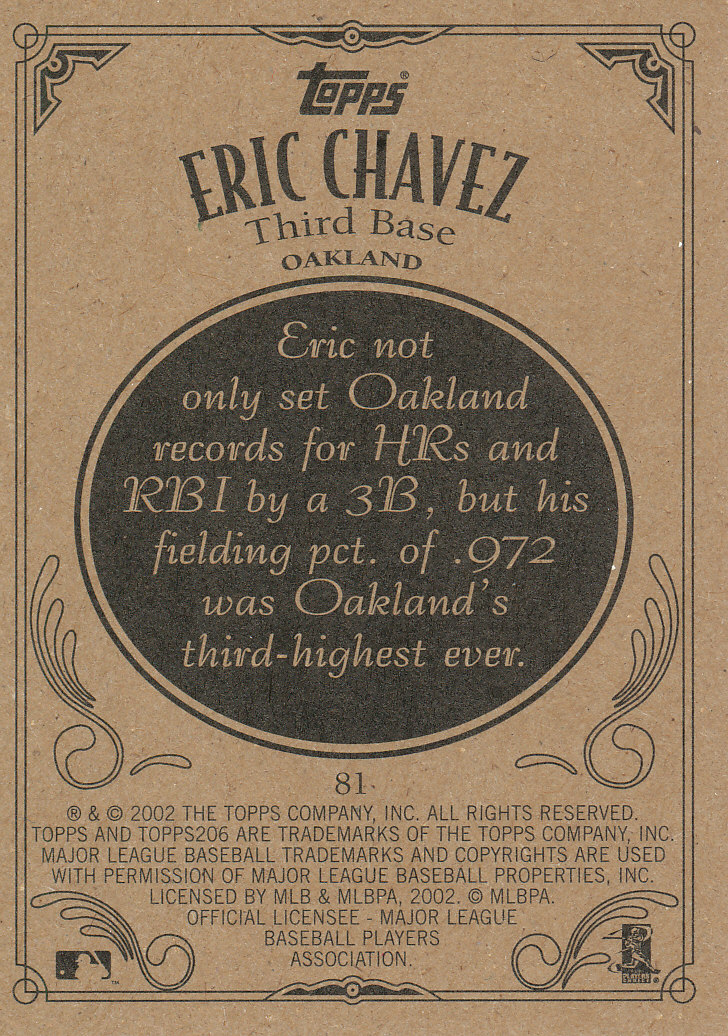 Topps®
ERIC CHAVEZ
Third Base
OAKLAND
Eric not
only set Oakland
records for HRs and
RBI by a 3B, but his
fielding pct. of .972
was Oakland's
third-highest ever.
81
® & © 2002 THE TOPPS COMPANY, INC. ALL RIGHTS RESERVED.
TOPPS AND TOPPS206 ARE TRADEMARKS OF THE TOPPS COMPANY, INC.
MAJOR LEAGUE BASEBALL TRADEMARKS AND COPYRIGHTS ARE USED
WITH PERMISSION OF MAJOR LEAGUE BASEBALL PROPERTIES, INC.
LICENSED BY MLB & MLBPA, 2002. © MLBPA.
OFFICIAL LICENSEE - MAJOR LEAGUE
BASEBALL PLAYERS
ASSOCIATION.
™